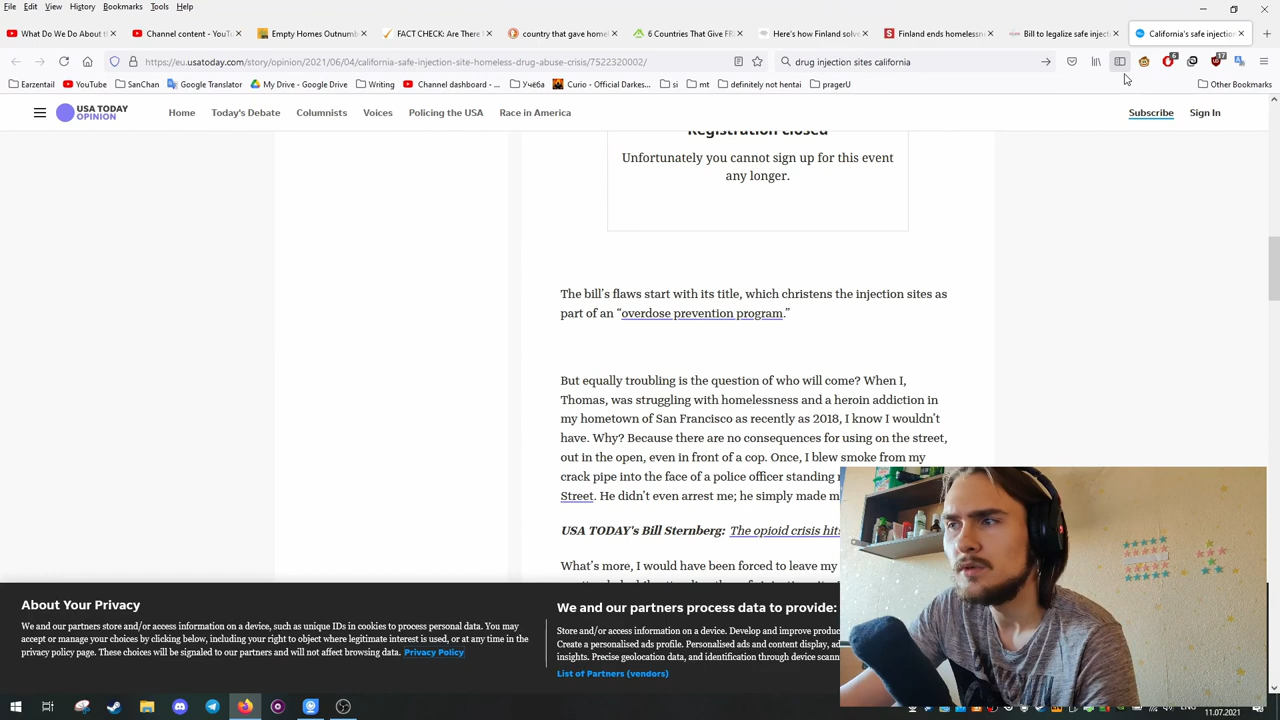 File Edit View History Bookmarks Tools Help
What Do We Do About t
Channel content - YouT
Empty Homes Outnumb
FACT CHECK: Are There
country that gave home
6 Countries That Give FR
Here's how Finland solve
Finland ends homelessn
Bill to legalize safe inject
California's safe injection
https://eu.usatoday.com/story/opinion/2021/06/04/california-safe-injection-site-homeless-drug-abuse-crisis/7522320002/
drug injection sites california
Earzentail
YouTube
SanChan
Google Translator
My Drive - Google Drive
Writing
Channel dashboard - ...
Учёба
Curio - Official Darkes...
si
mt
definitely not hentai
pragerU
Other Bookmarks
USA TODAY
OPINION
Home
Today's Debate
Columnists
Voices
Policing the USA
Race in America
Subscribe
Sign In
Registration closed
Unfortunately you cannot sign up for this event
any longer.
The bill's flaws start with its title, which christens the injection sites as
part of an “overdose prevention program.”
But equally troubling is the question of who will come? When I,
Thomas, was struggling with homelessness and a heroin addiction in
my hometown of San Francisco as recently as 2018, I know I wouldn't
have. Why? Because there are no consequences for using on the street,
out in the open, even in front of a cop. Once, I blew smoke from my
crack pipe into the face of a police officer standing
Street. He didn't even arrest me; he simply made
USA TODAY's Bill Sternberg: The opioid crisis hits
What's more, I would have been forced to leave my
About Your Privacy
We and our partners store and/or access information on a device, such as unique IDs in cookies to process personal data. You may
accept or manage your choices by clicking below, including your right to object where legitimate interest is used, or at any time in the
privacy policy page. These choices will be signaled to our partners and will not affect browsing data. Privacy Policy
We and our partners process data to provide:
Store and/or access information on a device. Develop and improve
Create a personalised ads profile. Personalised ads and content display, ad
insights. Precise geolocation data, and identification through device
List of Partners (vendors)
11.07.2021